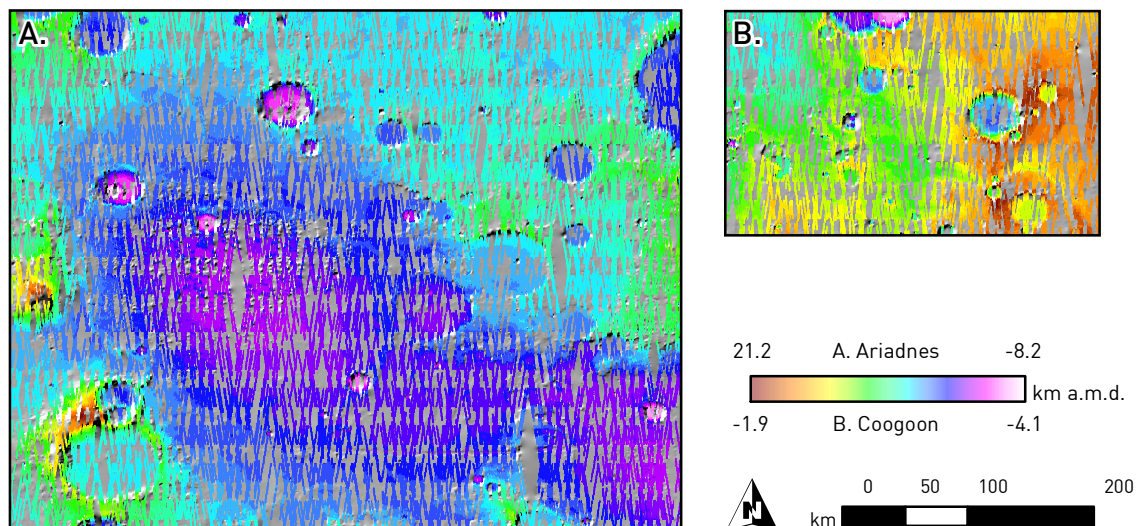 A.
B.
21.2 A. Ariadnes -8.2
km a.m.d.
-1.9 B. Coogoon -4.1
N
0 50 100 200
km